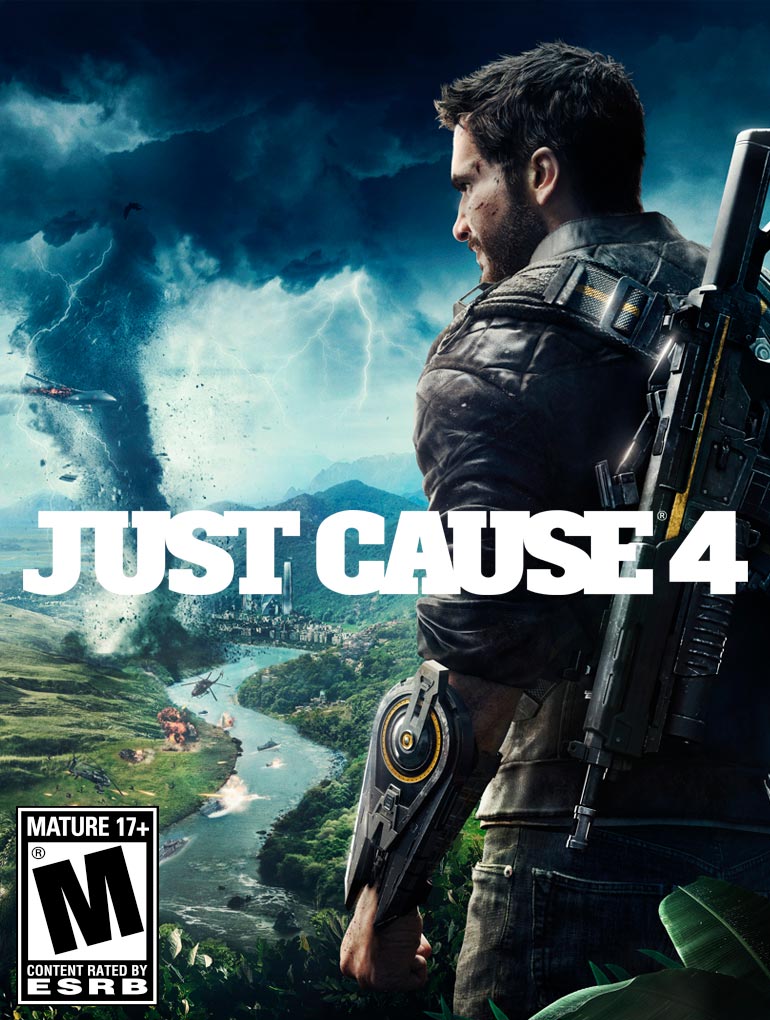 JUST CAUSE® 4
MATURE 17+
®
M
CONTENT RATED BY
ESRB